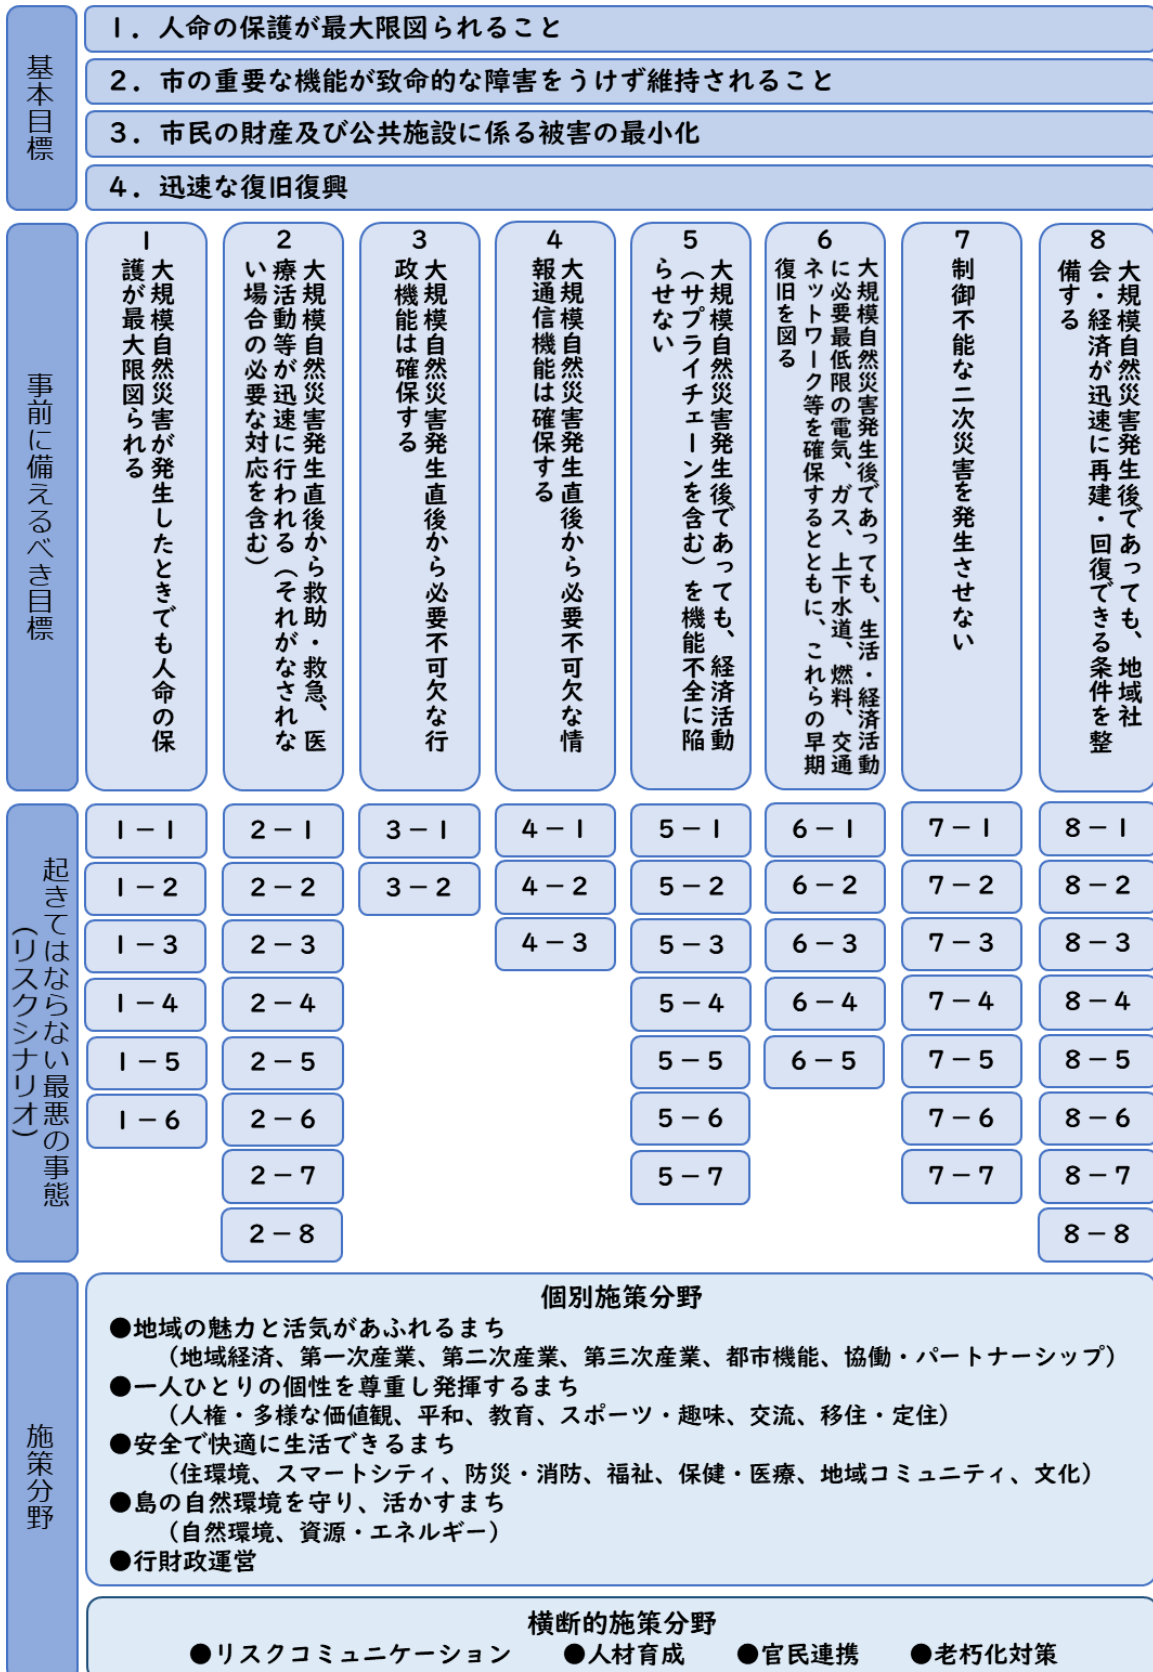 基本目標
1．人命の保護が最大限図られること
2．市の重要な機能が致命的な障害をうけず維持されること
3．市民の財産及び公共施設に係る被害の最小化
4．迅速な復旧復興
事前に備えるべき目標
1
大規模自然災害が発生したときでも人命の保
護が最大限図られる
2
大規模自然災害発生直後から救助・救急、医
療活動等が迅速に行われる（それがなされな
い場合の必要な対応を含む）
3
大規模自然災害発生直後から必要不可欠な行
政機能は確保する
4
大規模自然災害発生直後から必要不可欠な情
報通信機能は確保する
5
大規模自然災害発生後であっても、経済活動
（サプライチェーンを含む）を機能不全に陥
らせない
6
大規模自然災害発生後であっても、生活・経済活動
に必要最低限の電気、ガス、上下水道、燃料、交通
ネットワーク等を確保するとともに、これらの早期
復旧を図る
7
制御不能な二次災害を発生させない
8
大規模自然災害発生後であっても、地域社
会・経済が迅速に再建・回復できる条件を整
備する
起きてはならない最悪の事態
（リスクシナリオ）
1－1
1－2
1－3
1－4
1－5
1－6
2－1
2－2
2－3
2－4
2－5
2－6
2－7
2－8
3－1
3－2
4－1
4－2
4－3
5－1
5－2
5－3
5－4
5－5
5－6
5－7
6－1
6－2
6－3
6－4
6－5
7－1
7－2
7－3
7－4
7－5
7－6
7－7
8－1
8－2
8－3
8－4
8－5
8－6
8－7
8－8
施策分野
個別施策分野
●地域の魅力と活気があふれるまち
（地域経済、第一次産業、第二次産業、第三次産業、都市機能、協働・パートナーシップ）
●一人ひとりの個性を尊重し発揮するまち
（人権・多様な価値観、平和、教育、スポーツ・趣味、交流、移住・定住）
●安全で快適に生活できるまち
（住環境、スマートシティ、防災・消防、福祉、保健・医療、地域コミュニティ、文化）
●島の自然環境を守り、活かすまち
（自然環境、資源・エネルギー）
●行財政運営
横断的施策分野
●リスクコミュニケーション ●人材育成 ●官民連携 ●老朽化対策